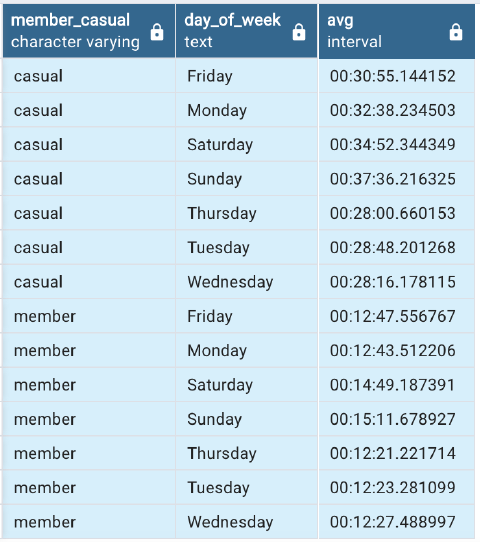 member_casual day_of_week avg
character varying text interval
casual Friday 00:30:55.144152
casual Monday 00:32:38.234503
casual Saturday 00:34:52.344349
casual Sunday 00:37:36.216325
casual Thursday 00:28:00.660153
casual Tuesday 00:28:48.201268
casual Wednesday 00:28:16.178115
member Friday 00:12:47.556767
member Monday 00:12:43.512206
member Saturday 00:14:49.187391
member Sunday 00:15:11.678927
member Thursday 00:12:21.221714
member Tuesday 00:12:23.281099
member Wednesday 00:12:27.488997